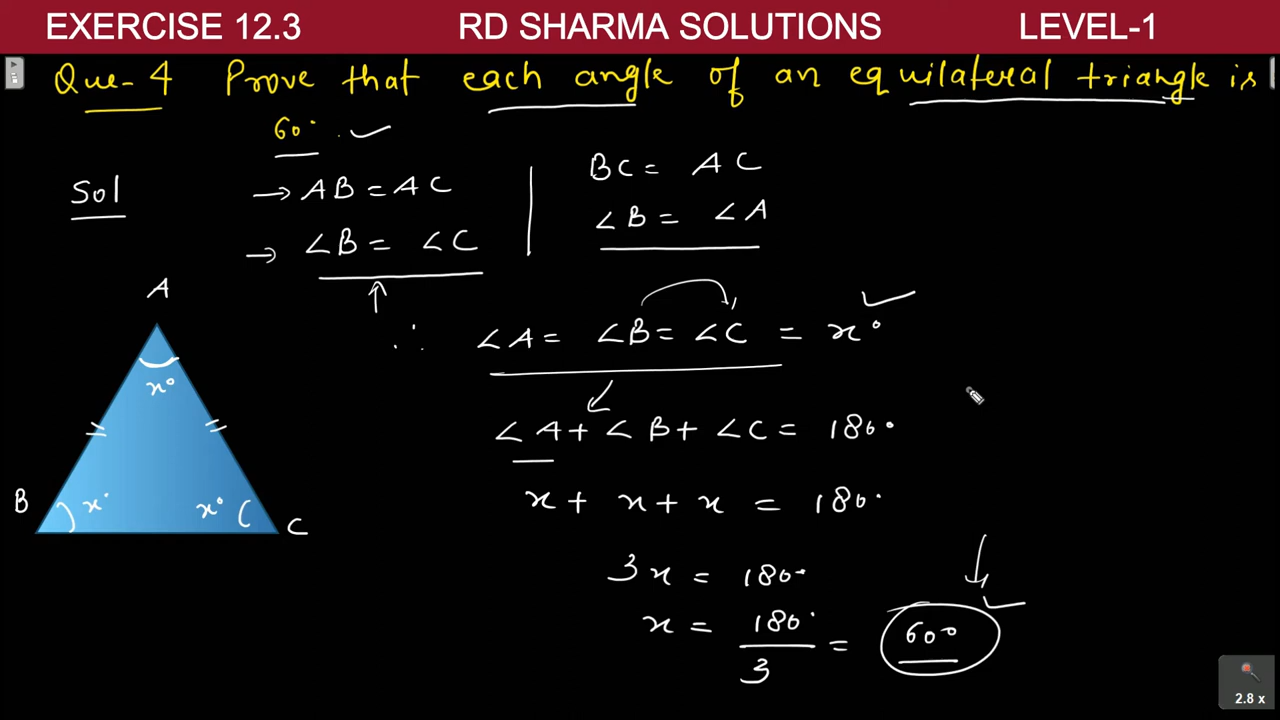 EXERCISE 12.3 RD SHARMA SOLUTIONS LEVEL-1
Que-4 Prove that each angle of an equilateral triangle is
60°.
Sol
→ AB = AC
→ ∠B = ∠C
BC = AC
∠B = ∠A
∴ ∠A = ∠B = ∠C = x°
∠A + ∠B + ∠C = 180°
x + x + x = 180°
3x = 180°
x = 180°/3 = 60°
A
x°
B x° x° C
2.8 x